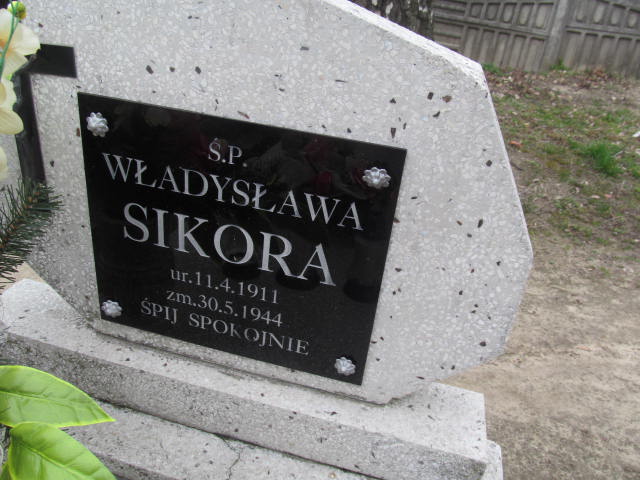 Ś.P.
WŁADYSŁAWA
SIKORA
ur.11.4.1911
zm.30.5.1944
ŚPIJ SPOKOJNIE